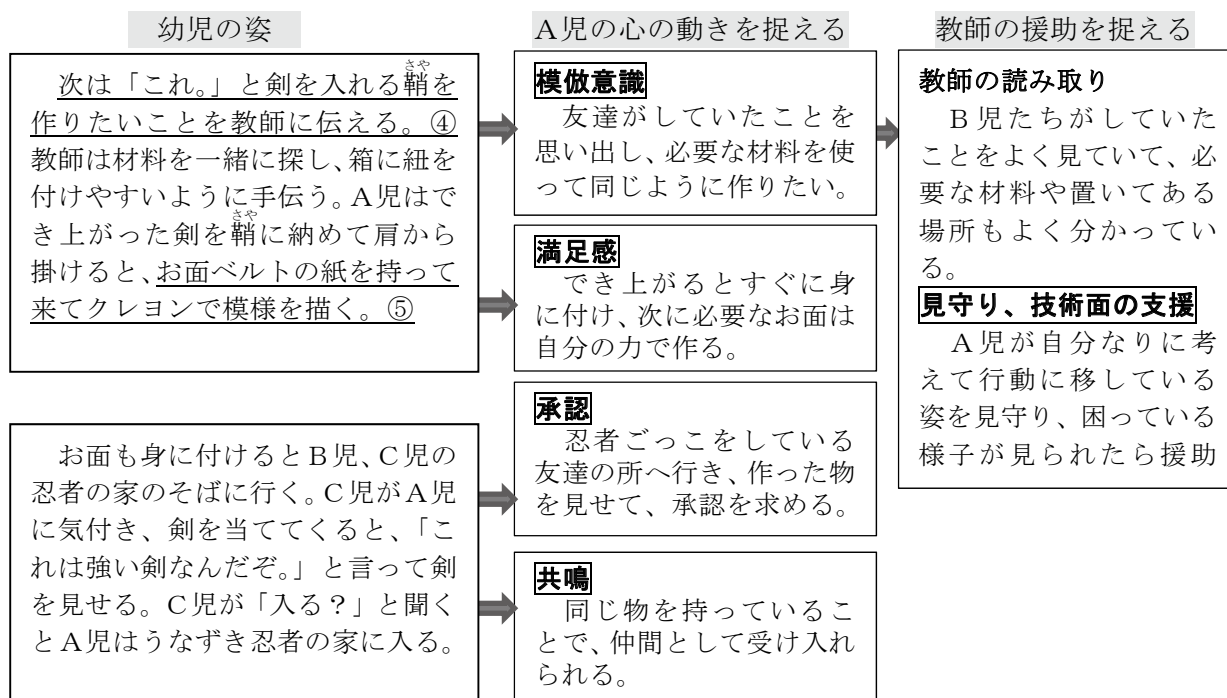 幼児の姿
A児の心の動きを捉える
教師の援助を捉える
次は「これ。」と剣を入れる鞘を
作りたいことを教師に伝える。④
教師は材料を一緒に探し、箱に紐を
付けやすいように手伝う。A児はで
き上がった剣を鞘に納めて肩から
掛けると、お面ベルトの紙を持って
来てクレヨンで模様を描く。⑤
模倣意識
友達がしていたことを
思い出し、必要な材料を使
って同じように作りたい。
満足感
でき上がるとすぐに身
に付け、次に必要なお面は
自分の力で作る。
教師の読み取り
B児たちがしていた
ことをよく見ていて、必
要な材料や置いてある
場所もよく分かってい
る。
見守り、技術面の支援
A児が自分なりに考
えて行動に移している
姿を見守り、困っている
様子が見られたら援助
お面も身に付けるとB児、C児の
忍者の家のそばに行く。C児がA児
に気付き、剣を当ててくると、「こ
れは強い剣なんだぞ。」と言って剣
を見せる。C児が「入る?」と聞く
とA児はうなずき忍者の家に入る。
承認
忍者ごっこをしている
友達の所へ行き、作った物
を見せて、承認を求める。
共鳴
同じ物を持っているこ
とで、仲間として受け入れ
られる。